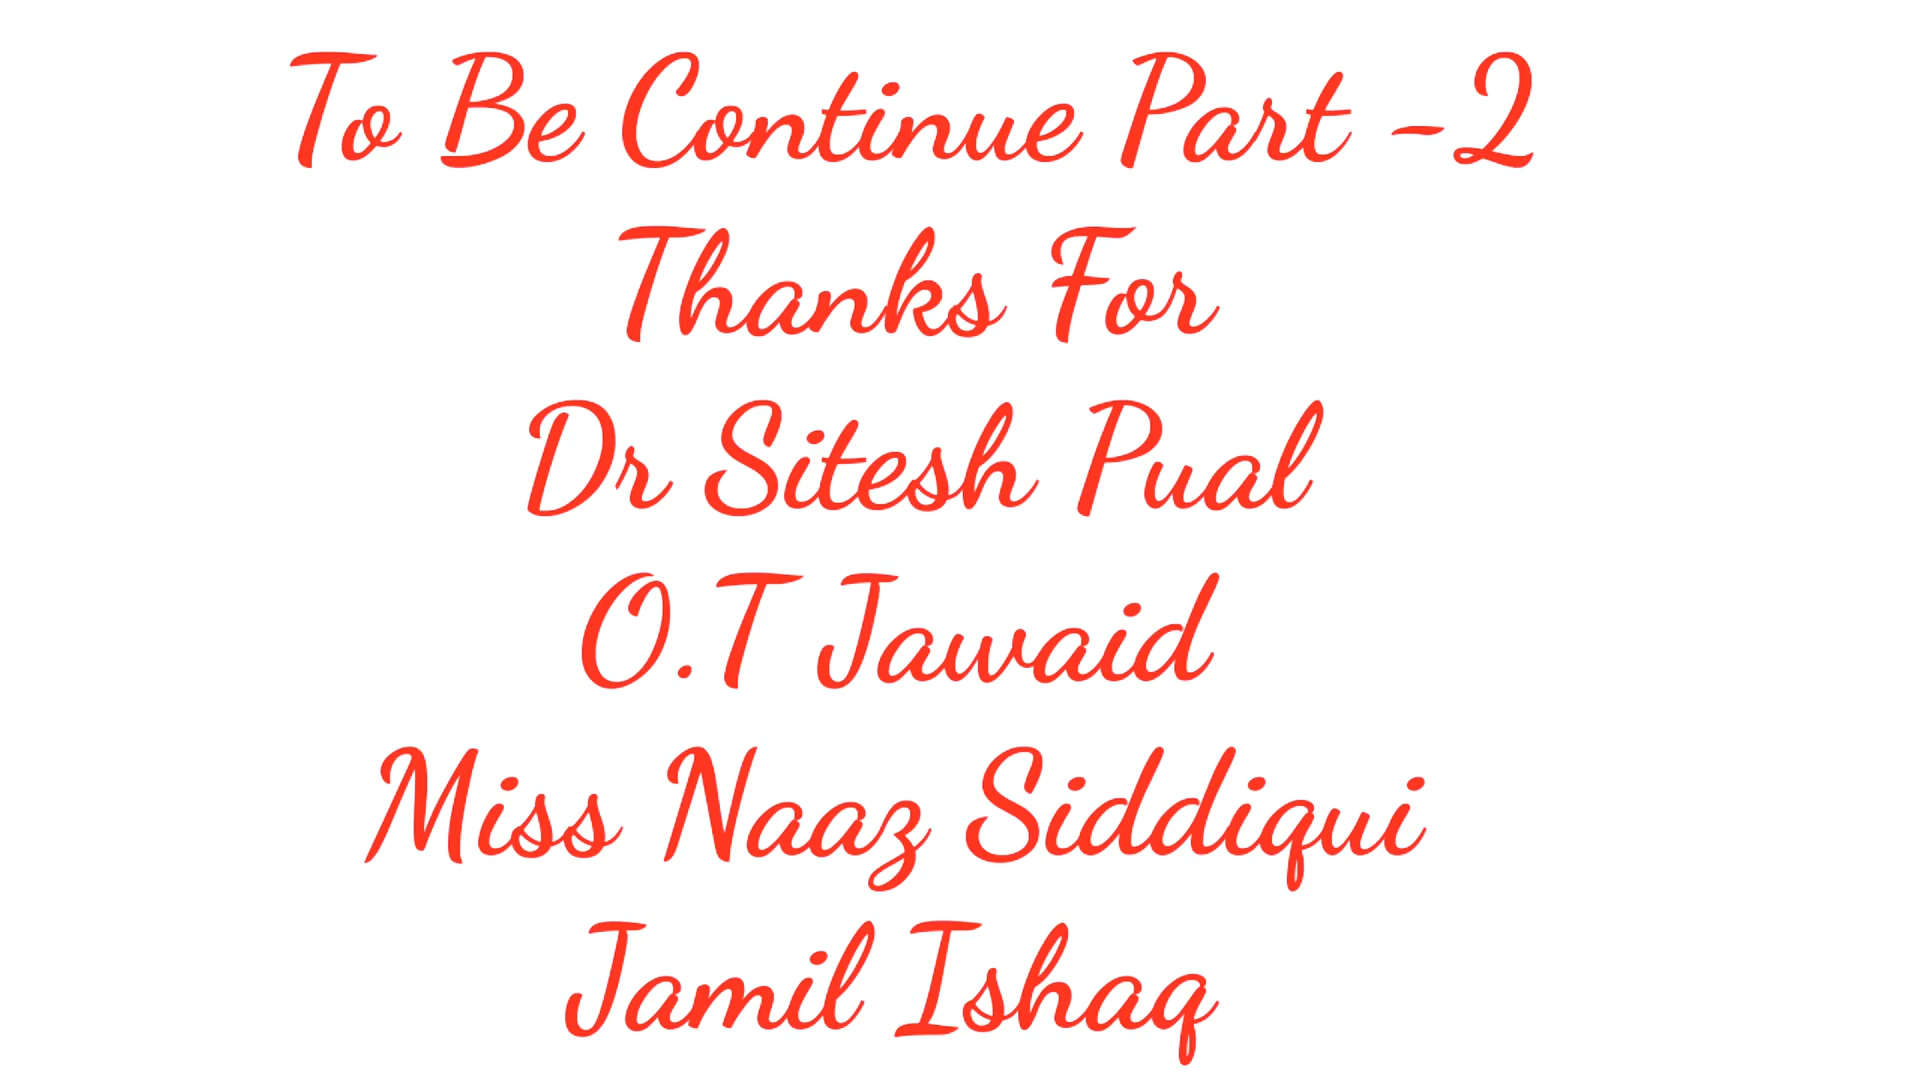 To Be Continue Part -2
Thanks For
Dr Sitesh Pual
O.T Jawaid
Miss Naaz Siddiqui
Jamil Ishaq